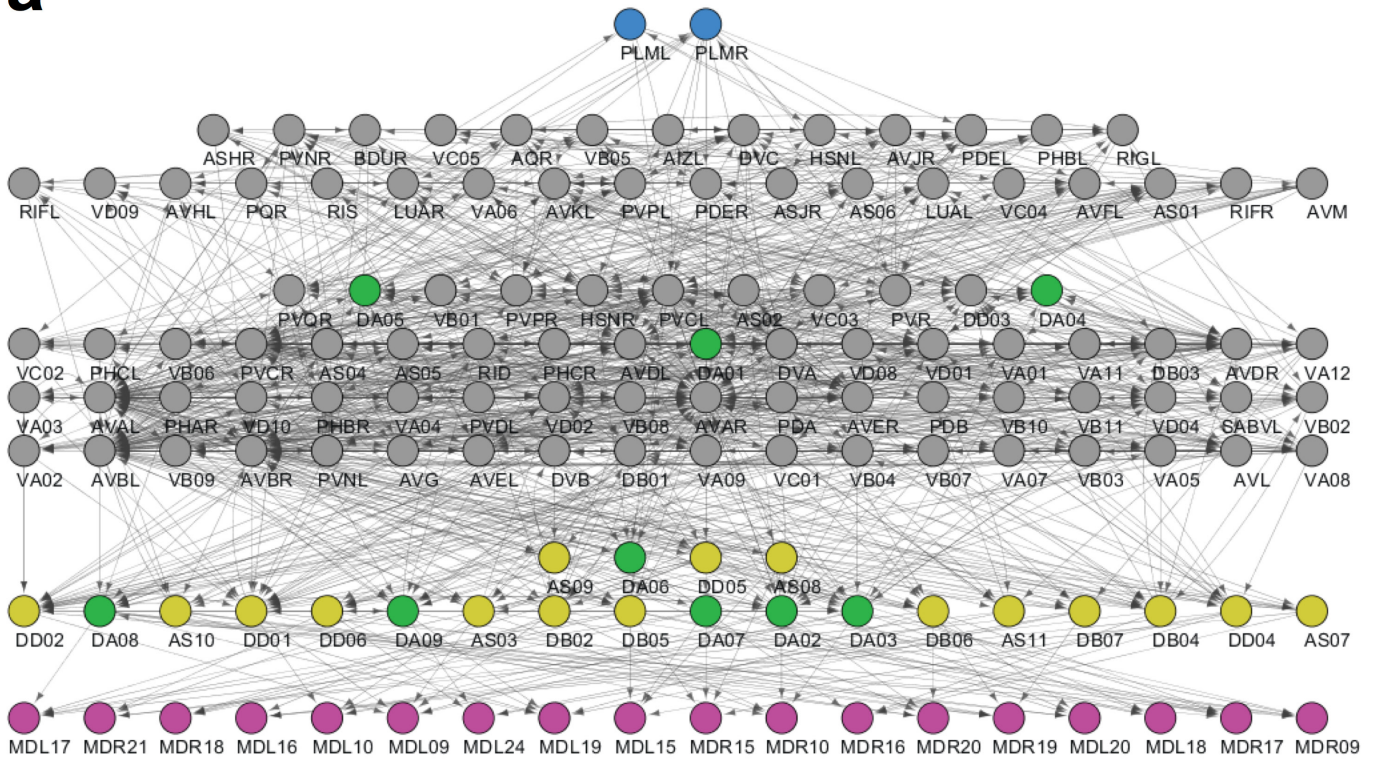 a
PLML PLMR
ASHR PVNR BDUR VC05 AQR VB05 AIZL DVC HSNL AVJR PDEL PHBL RIGL
RIFL VD09 AVHL PQR RIS LUAR VA06 AVKL PVPL PDER ASJR AS06 LUAL VC04 AVFL AS01 RIFR AVM
PVQR DA05 VB01 PVPR HSNR PVCL AS02 VC03 PVR DD03 DA04
VC02 PHCL VB06 PVCR AS04 AS05 RID PHCR AVDL DA01 DVA VD08 VD01 VA01 VA11 DB03 AVDR VA12
VA03 AVAL PHAR VD10 PHBR VA04 PVDL VD02 VB08 AVAR PDA AVER PDB VB10 VB11 VD04 SABVL VB02
VA02 AVBL VB09 AVBR PVNL AVG AVEL DVB DB01 VA09 VC01 VB04 VB07 VA07 VB03 VA05 AVL VA08
AS09 DA06 DD05 AS08
DD02 DA08 AS10 DD01 DD06 DA09 AS03 DB02 DB05 DA07 DA02 DA03 DB06 AS11 DB07 DB04 DD04 AS07
MDL17 MDR21 MDR18 MDL16 MDL10 MDL09 MDL24 MDL19 MDL15 MDR15 MDR10 MDR16 MDR20 MDR19 MDL20 MDL18 MDR17 MDR09